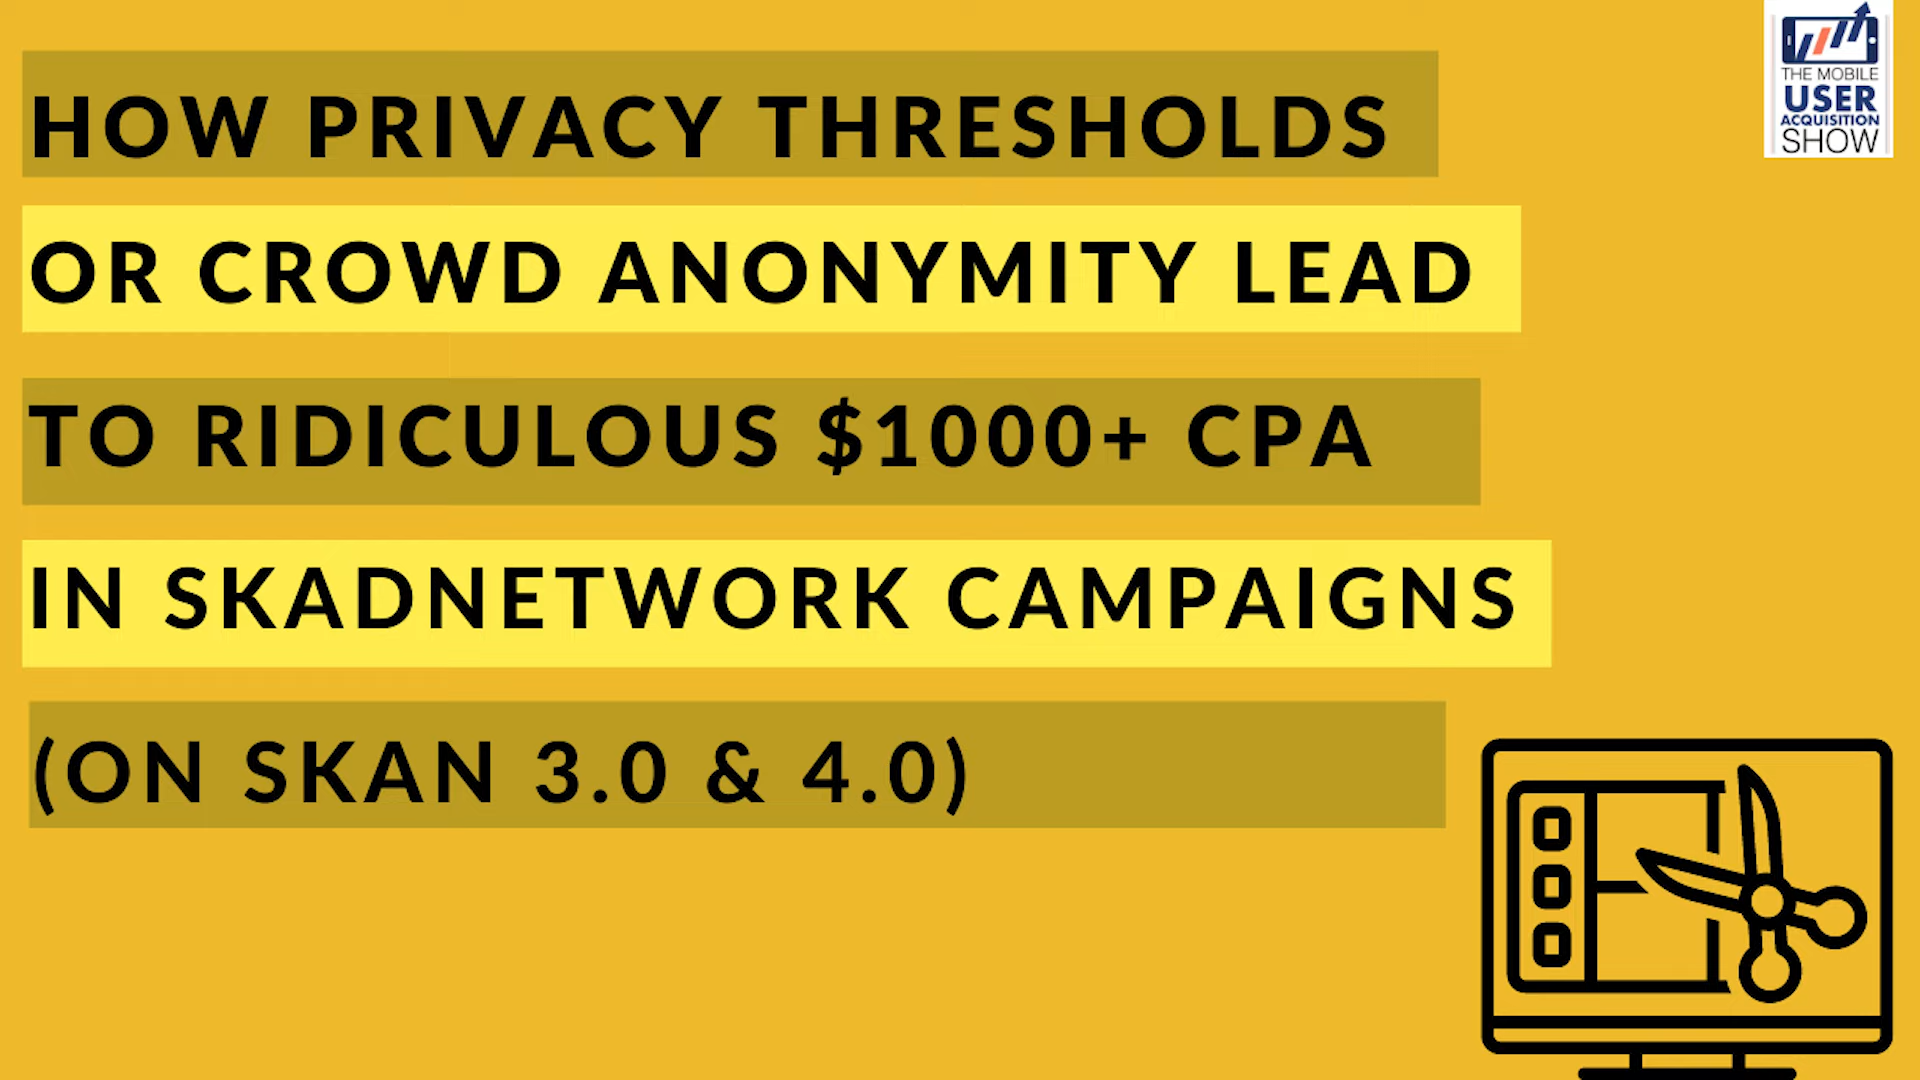 HOW PRIVACY THRESHOLDS
OR CROWD ANONYMITY LEAD
TO RIDICULOUS $1000+ CPA
IN SKADNETWORK CAMPAIGNS
(ON SKAN 3.0 & 4.0)
THE MOBILE
USER
ACQUISITION
SHOW